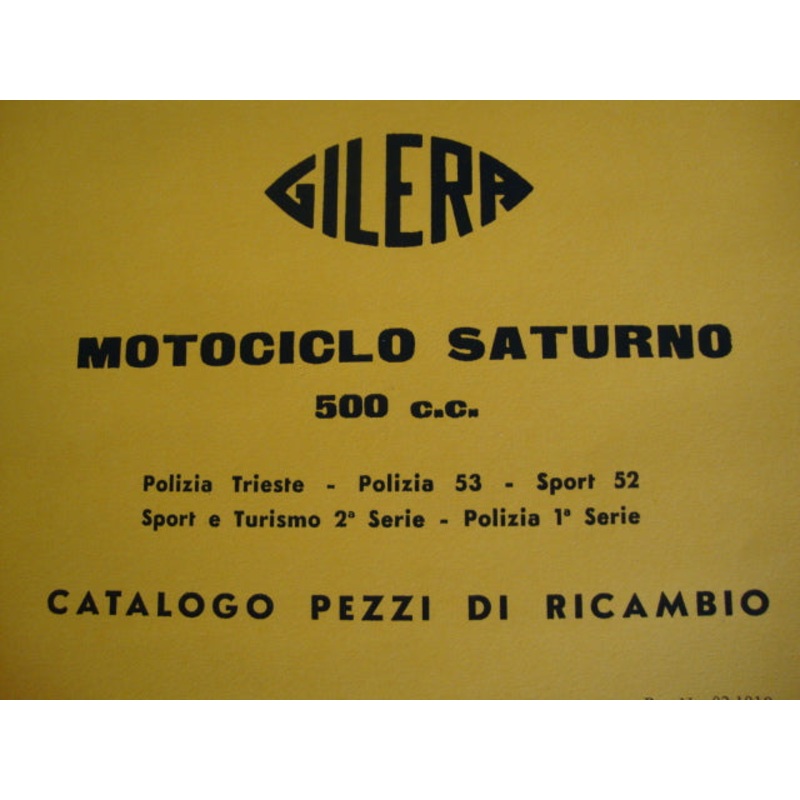 GILERA
MOTOCICLO SATURNO
500 c.c.
Polizia Trieste - Polizia 53 - Sport 52
Sport e Turismo 2ª Serie - Polizia 1ª Serie
CATALOGO PEZZI DI RICAMBIO